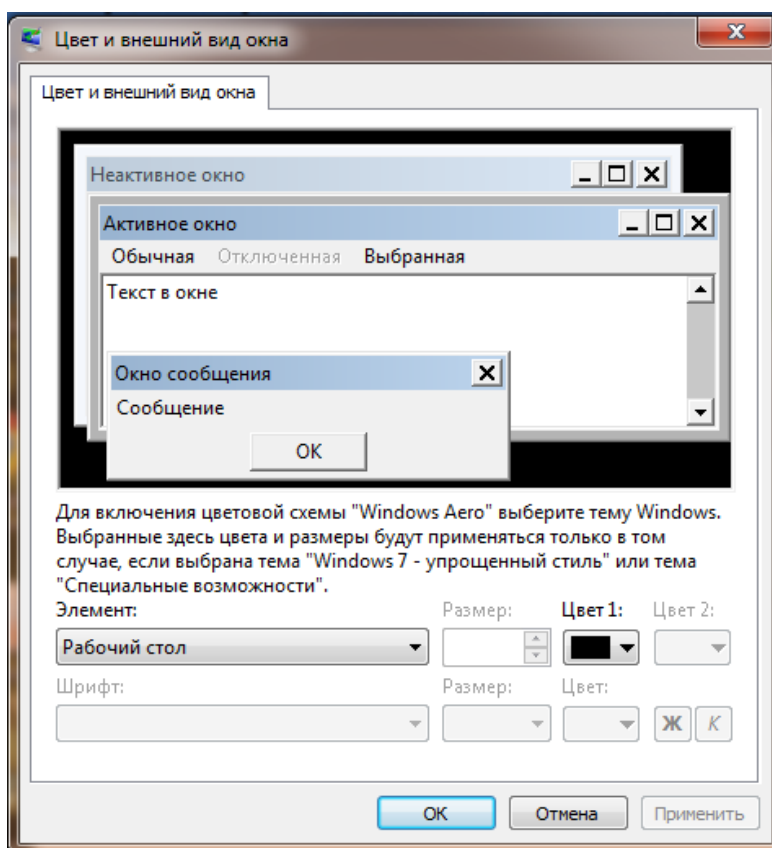 Цвет и внешний вид окна
Цвет и внешний вид окна
Неактивное окно
Активное окно
Обычная Отключенная Выбранная
Текст в окне
Окно сообщения
Сообщение
OK
Для включения цветовой схемы "Windows Aero" выберите тему Windows.
Выбранные здесь цвета и размеры будут применяться только в том
случае, если выбрана тема "Windows 7 - упрощенный стиль" или тема
"Специальные возможности".
Элемент: Размер: Цвет 1: Цвет 2:
Рабочий стол
Шрифт: Размер: Цвет:
Ж К
OK Отмена Применить